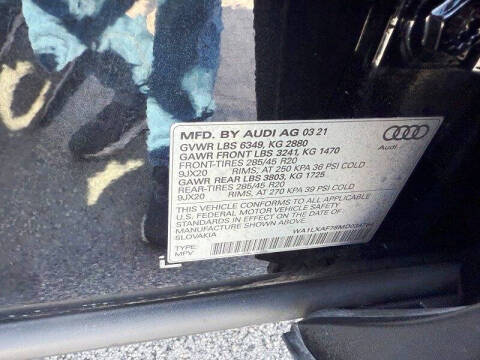 MFD. BY AUDI AG 03 21
GVWR LBS 6349, KG 2880
GAWR FRONT LBS 3241, KG 1470
FRONT-TIRES 285/45 R20
9JX20 RIMS, AT 250 KPA 36 PSI COLD
GAWR REAR LBS 3803, KG 1725
REAR-TIRES 285/45 R20
9JX20 RIMS, AT 270 KPA 39 PSI COLD
THIS VEHICLE CONFORMS TO ALL APPLICABLE
U.S. FEDERAL MOTOR VEHICLE SAFETY
STANDARDS IN EFFECT ON THE DATE OF
MANUFACTURE SHOWN ABOVE
SLOVAKIA
TYPE:
MPV
Audi